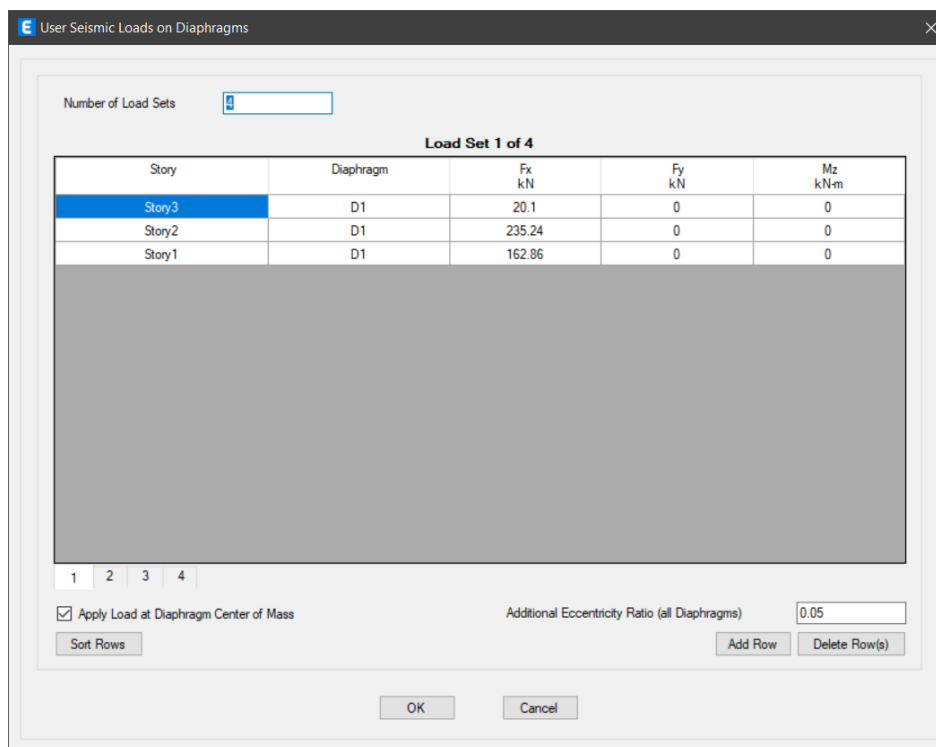 E User Seismic Loads on Diaphragms
Number of Load Sets 4
Load Set 1 of 4
Story Diaphragm Fx kN Fy kN Mz kN-m
Story3 D1 20.1 0 0
Story2 D1 235.24 0 0
Story1 D1 162.86 0 0
1 2 3 4
Apply Load at Diaphragm Center of Mass Additional Eccentricity Ratio (all Diaphragms) 0.05
Sort Rows Add Row Delete Row(s)
OK Cancel